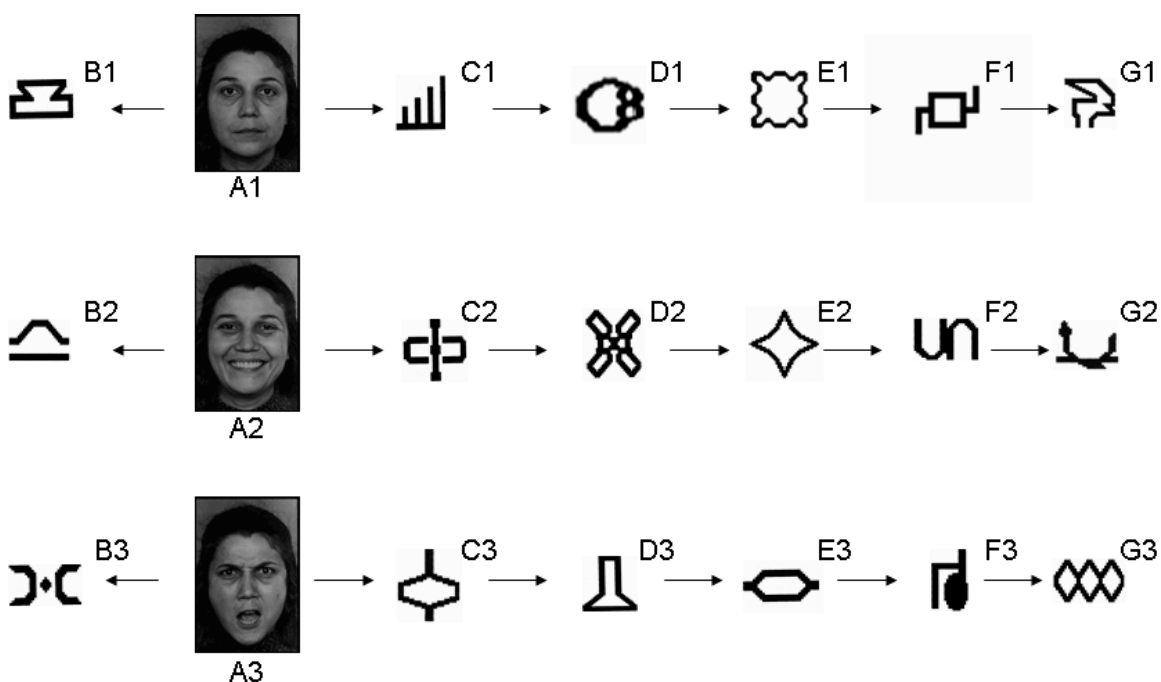 B1 C1 D1 E1 F1 G1
A1
B2 C2 D2 E2 F2 G2
A2
B3 C3 D3 E3 F3 G3
A3